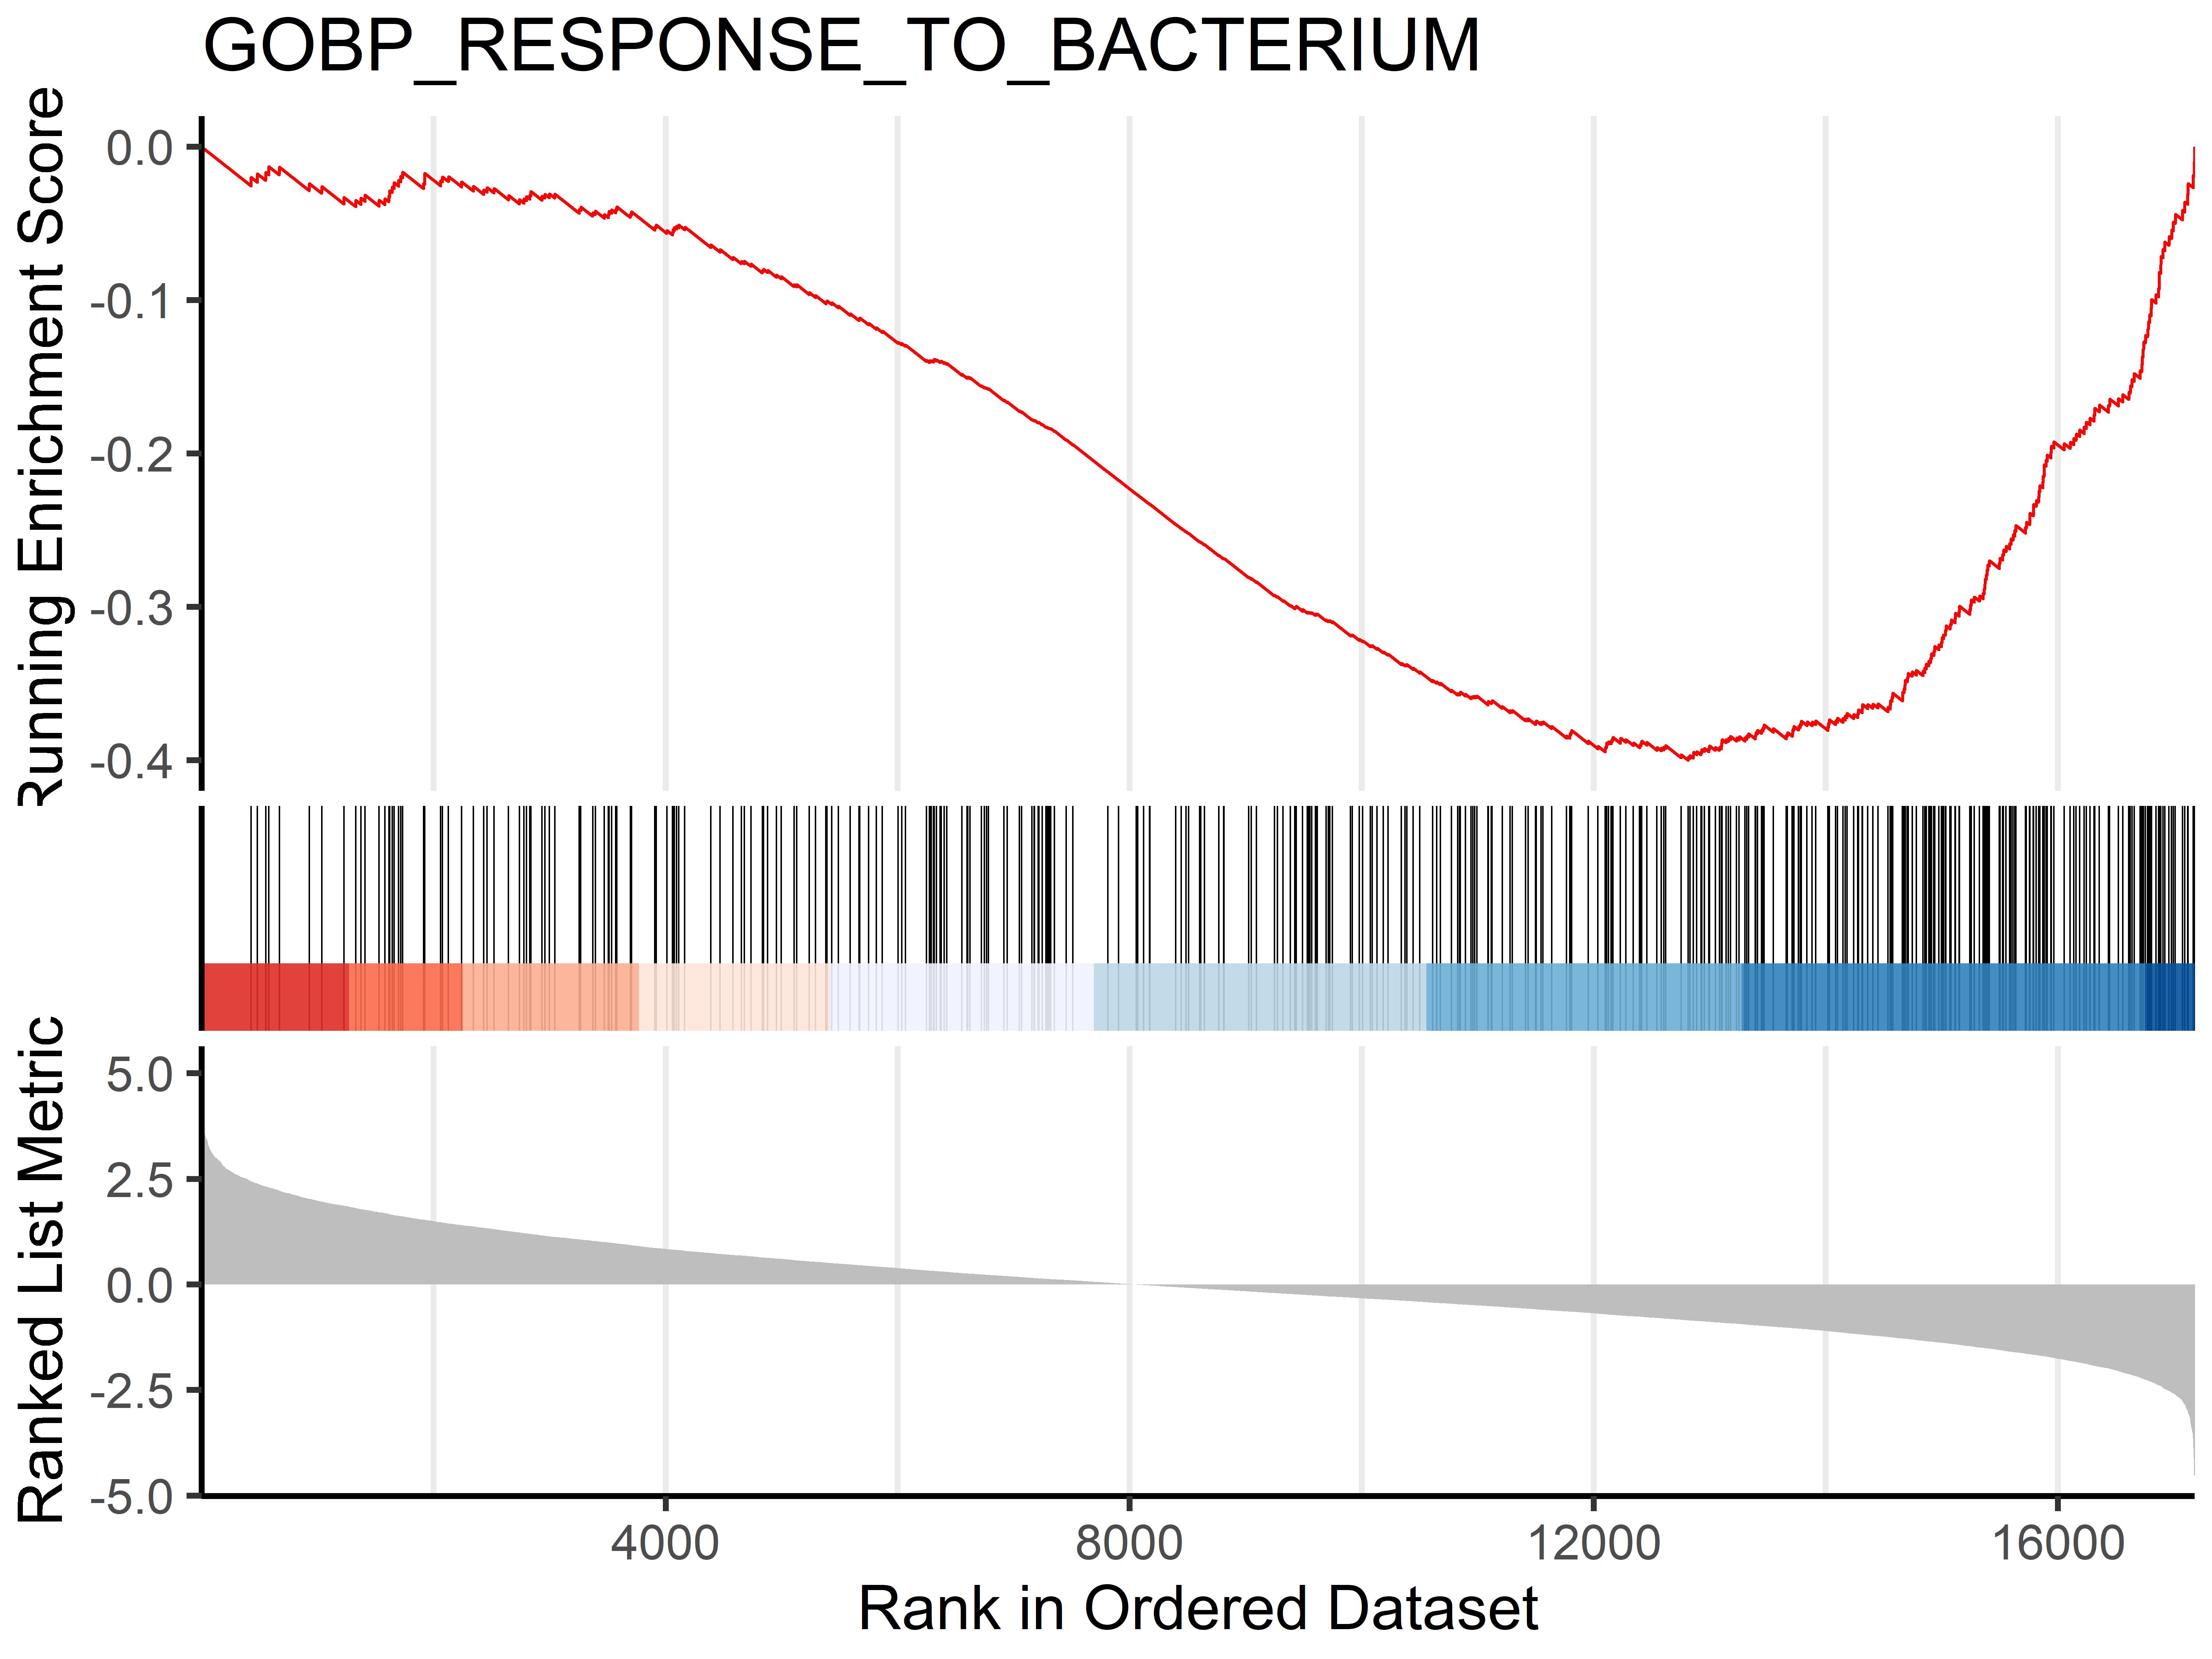 GOBP_RESPONSE_TO_BACTERIUM
Running Enrichment Score
0.0
-0.1
-0.2
-0.3
-0.4
Ranked List Metric
5.0
2.5
0.0
-2.5
-5.0
4000 8000 12000 16000
Rank in Ordered Dataset